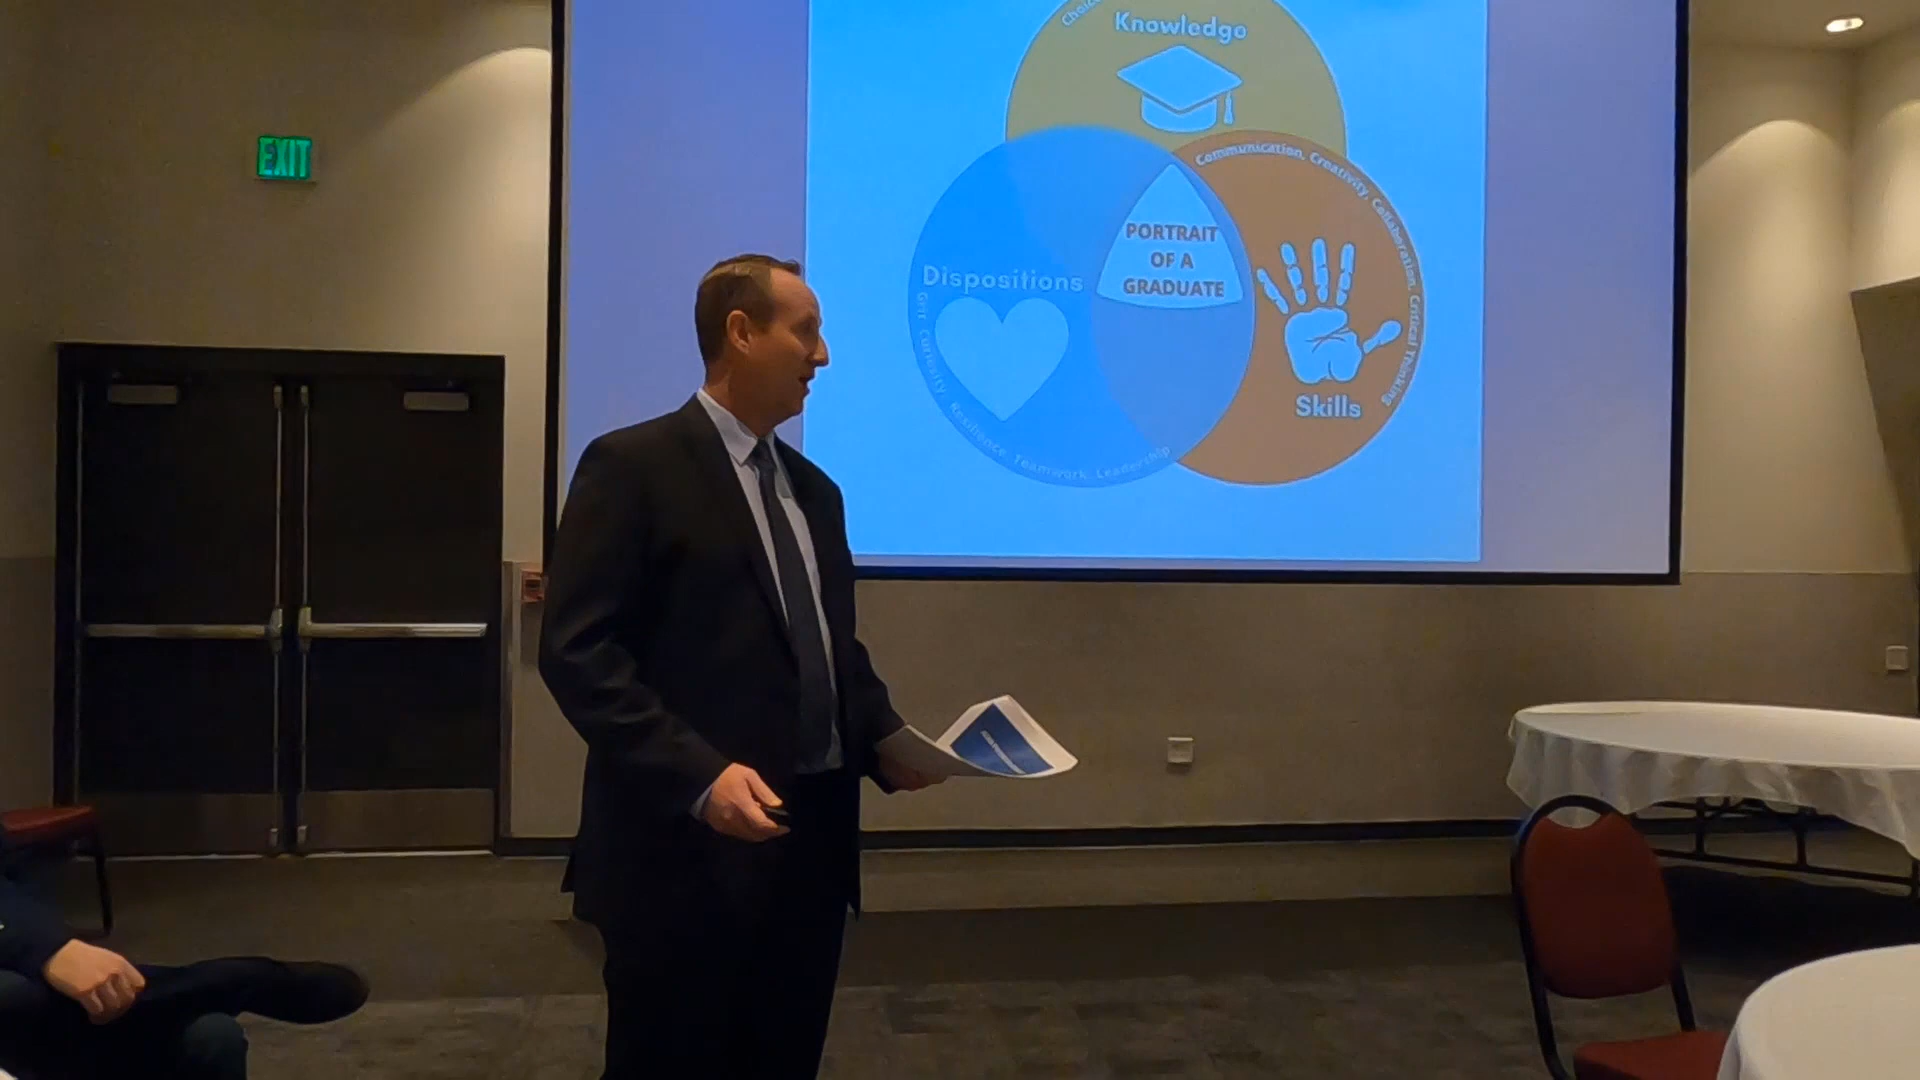 Knowledge
EXIT
Communication, Creativity, Collaboration, Critical Thinking
PORTRAIT
OF A
GRADUATE
Dispositions
Grit Curiosity Resilience Teamwork Leadership
Skills